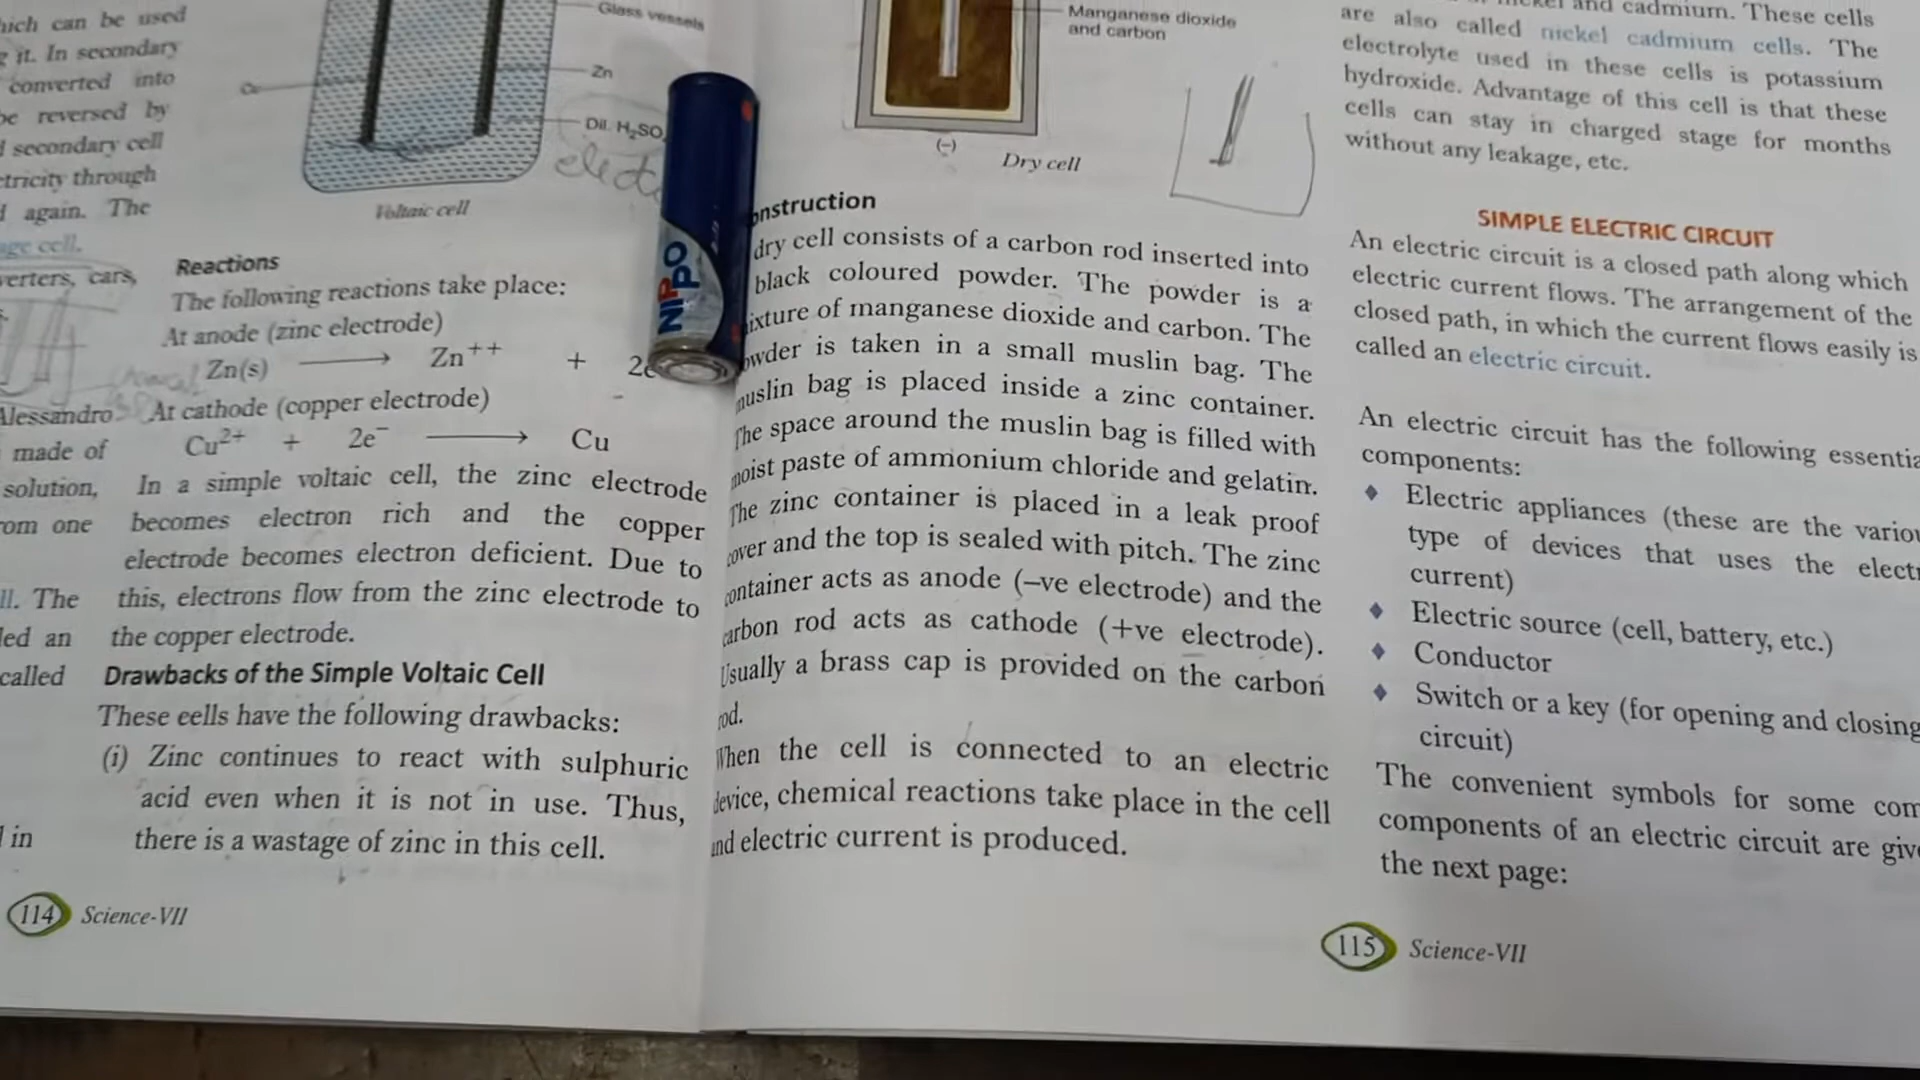 hich can be used
it. In secondary
converted into
be reversed by
secondary cell
ctricity through
again. The
age cell.
verters, cars,
Alessandro
made of
solution,
rom one
ll. The
led an
called
in
Glass vessels
Zn
Dil. H₂SO
Voltaic cell
Reactions
The following reactions take place:
At anode (zinc electrode)
Zn(s) ⟶ Zn⁺⁺ + 2e
At cathode (copper electrode)
Cu²⁺ + 2e⁻ ⟶ Cu
In a simple voltaic cell, the zinc electrode
becomes electron rich and the copper
electrode becomes electron deficient. Due to
this, electrons flow from the zinc electrode to
the copper electrode.
Drawbacks of the Simple Voltaic Cell
These cells have the following drawbacks:
(i) Zinc continues to react with sulphuric
acid even when it is not in use. Thus,
there is a wastage of zinc in this cell.
114 Science-VII
NIPPO
Manganese dioxide
and carbon
(–)
Dry cell
onstruction
dry cell consists of a carbon rod inserted into
black coloured powder. The powder is a
ixture of manganese dioxide and carbon. The
owder is taken in a small muslin bag. The
muslin bag is placed inside a zinc container.
The space around the muslin bag is filled with
moist paste of ammonium chloride and gelatin.
The zinc container is placed in a leak proof
cover and the top is sealed with pitch. The zinc
container acts as anode (–ve electrode) and the
carbon rod acts as cathode (+ve electrode).
Usually a brass cap is provided on the carbon
rod.
When the cell is connected to an electric
device, chemical reactions take place in the cell
and electric current is produced.
and cadmium. These cells
are also called nickel cadmium cells. The
electrolyte used in these cells is potassium
hydroxide. Advantage of this cell is that these
cells can stay in charged stage for months
without any leakage, etc.
SIMPLE ELECTRIC CIRCUIT
An electric circuit is a closed path along which
electric current flows. The arrangement of the
closed path, in which the current flows easily is
called an electric circuit.
An electric circuit has the following essentia
components:
♦ Electric appliances (these are the variou
type of devices that uses the electr
current)
♦ Electric source (cell, battery, etc.)
♦ Conductor
♦ Switch or a key (for opening and closing
circuit)
The convenient symbols for some com
components of an electric circuit are give
the next page:
115 Science-VII